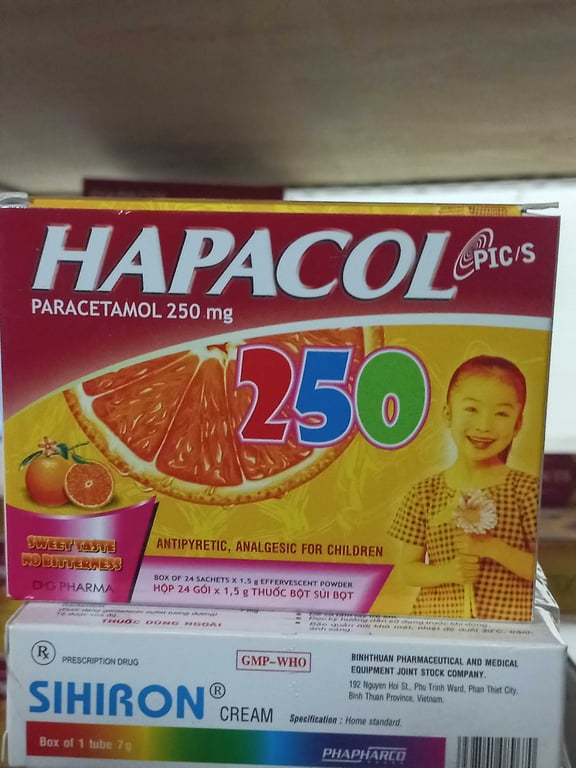 HAPACOL
PIC/S
PARACETAMOL 250 mg
250
SWEET TASTE
NO BITTERNESS
DHG PHARMA
ANTIPYRETIC, ANALGESIC FOR CHILDREN
BOX OF 24 SACHETS x 1.5 g EFFERVESCENT POWDER
HỘP 24 GÓI x 1,5 g THUỐC BỘT SỦI BỌT
THUỐC DÙNG NGOÀI
Rx PRESCRIPTION DRUG
GMP-WHO
BINHTHUAN PHARMACEUTICAL AND MEDICAL
EQUIPMENT JOINT STOCK COMPANY.
192 Nguyen Hoi St., Phu Trinh Ward, Phan Thiet City,
Binh Thuan Province, Vietnam.
SIHIRON® CREAM
Specification : Home standard.
Box of 1 tube 7g
PHAPHARCO